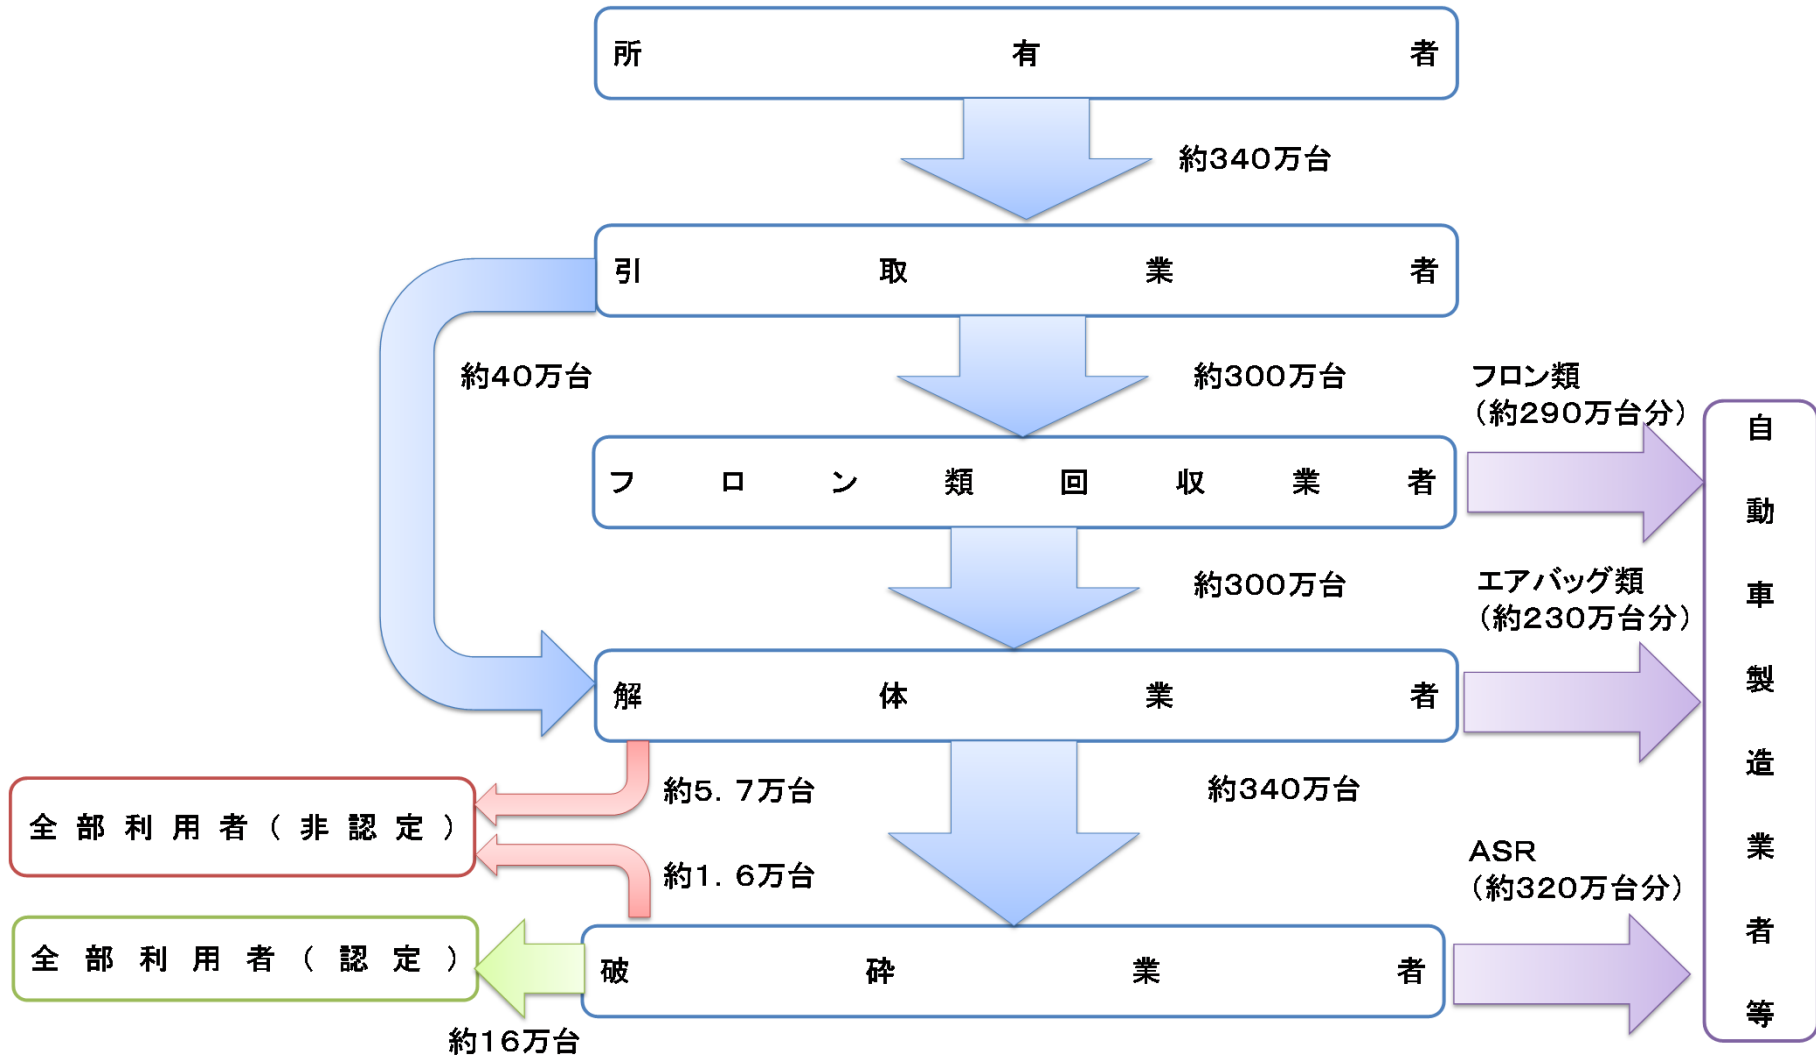 所有者
約340万台
引取業者
約40万台
約300万台
フロン類
（約290万台分）
フロン類回収業者
約300万台
エアバッグ類
（約230万台分）
解体業者
自動車製造業者等
約5．7万台
約340万台
全部利用者(非認定)
約1．6万台
ASR
（約320万台分）
全部利用者(認定)
破砕業者
約16万台